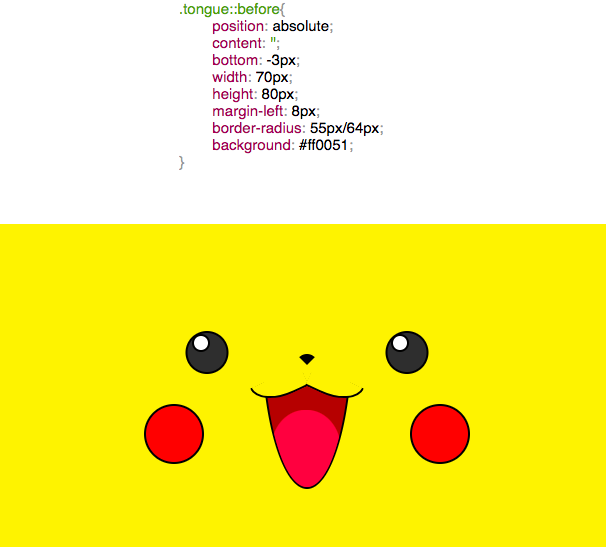 .tongue::before{
position: absolute;
content: '';
bottom: -3px;
width: 70px;
height: 80px;
margin-left: 8px;
border-radius: 55px/64px;
background: #ff0051;
}